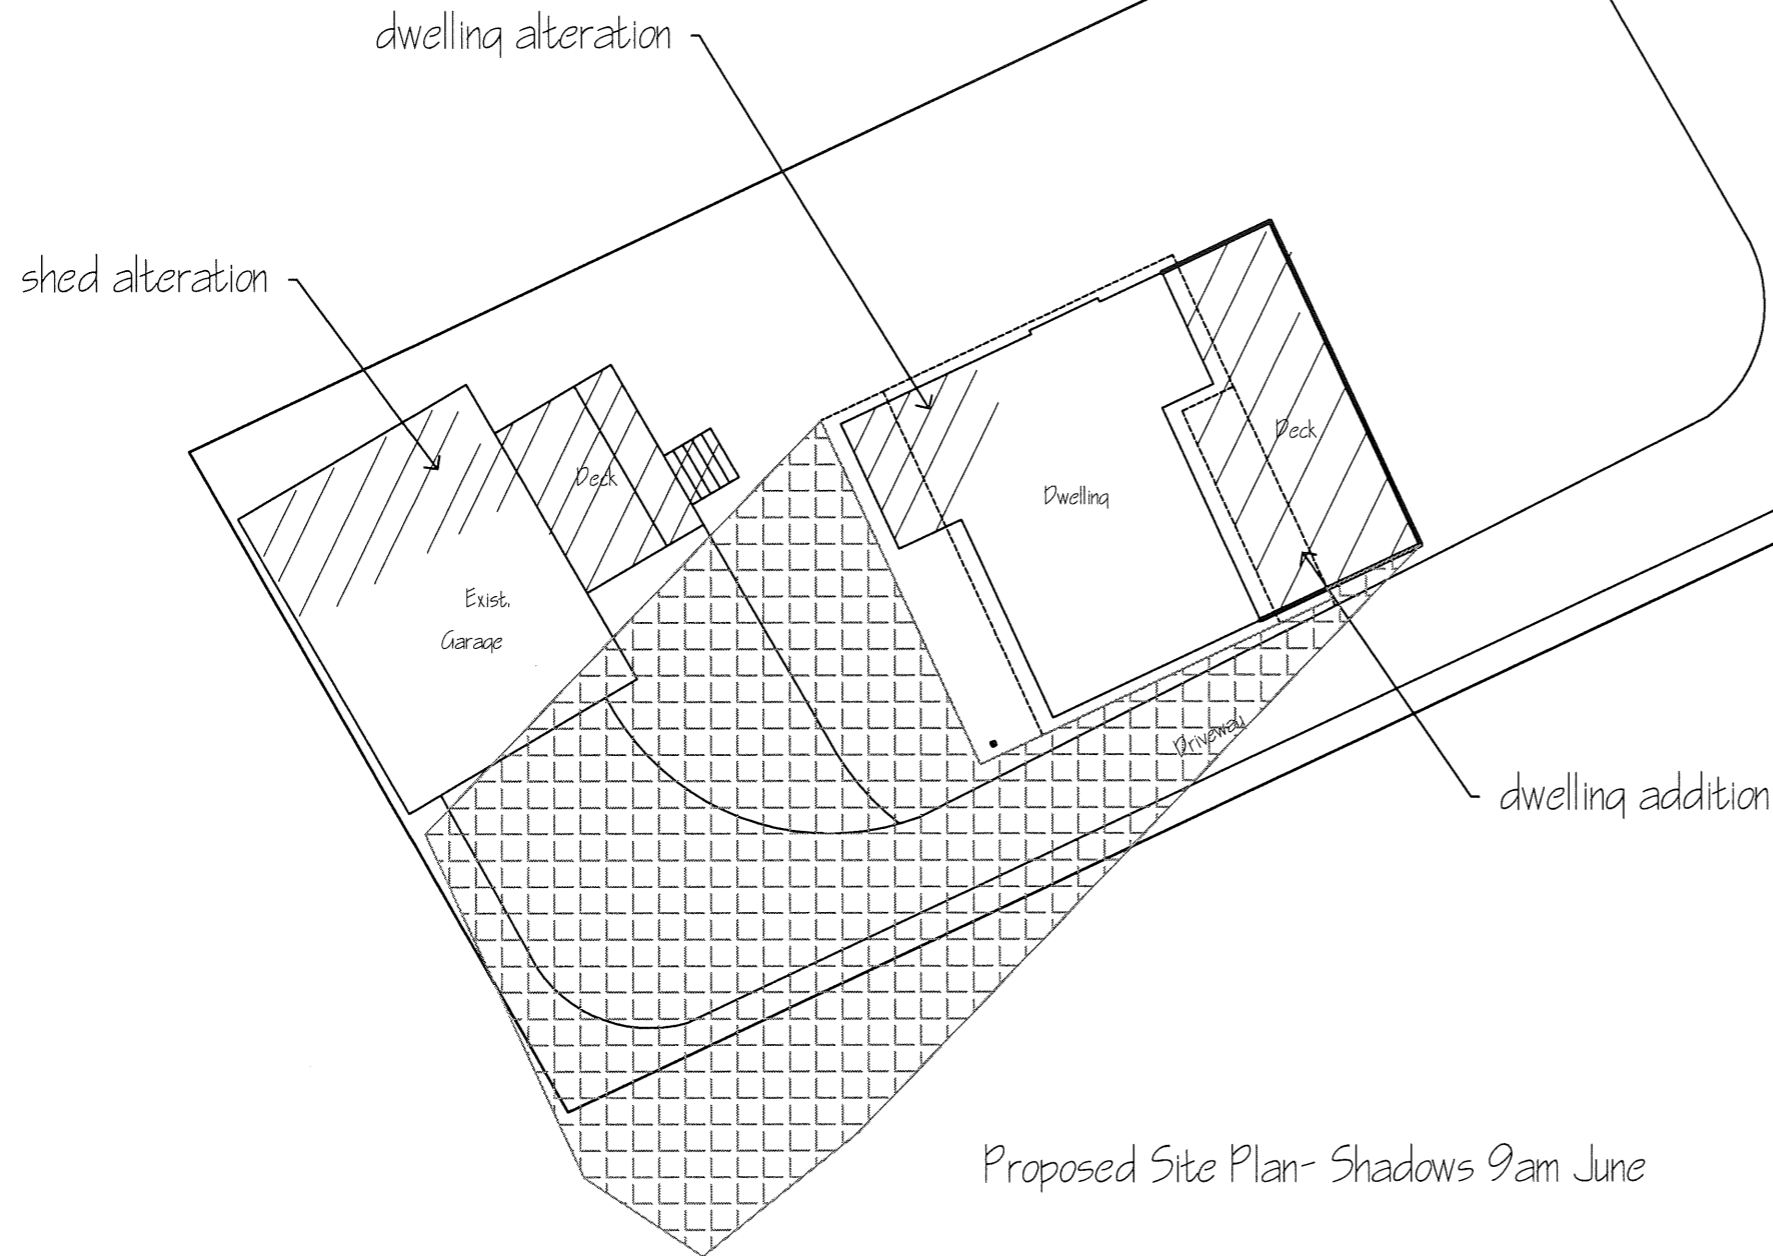 dwelling alteration
shed alteration
Deck
Deck
Dwelling
Exist.
Garage
Driveway
dwelling addition
Proposed Site Plan- Shadows 9am June